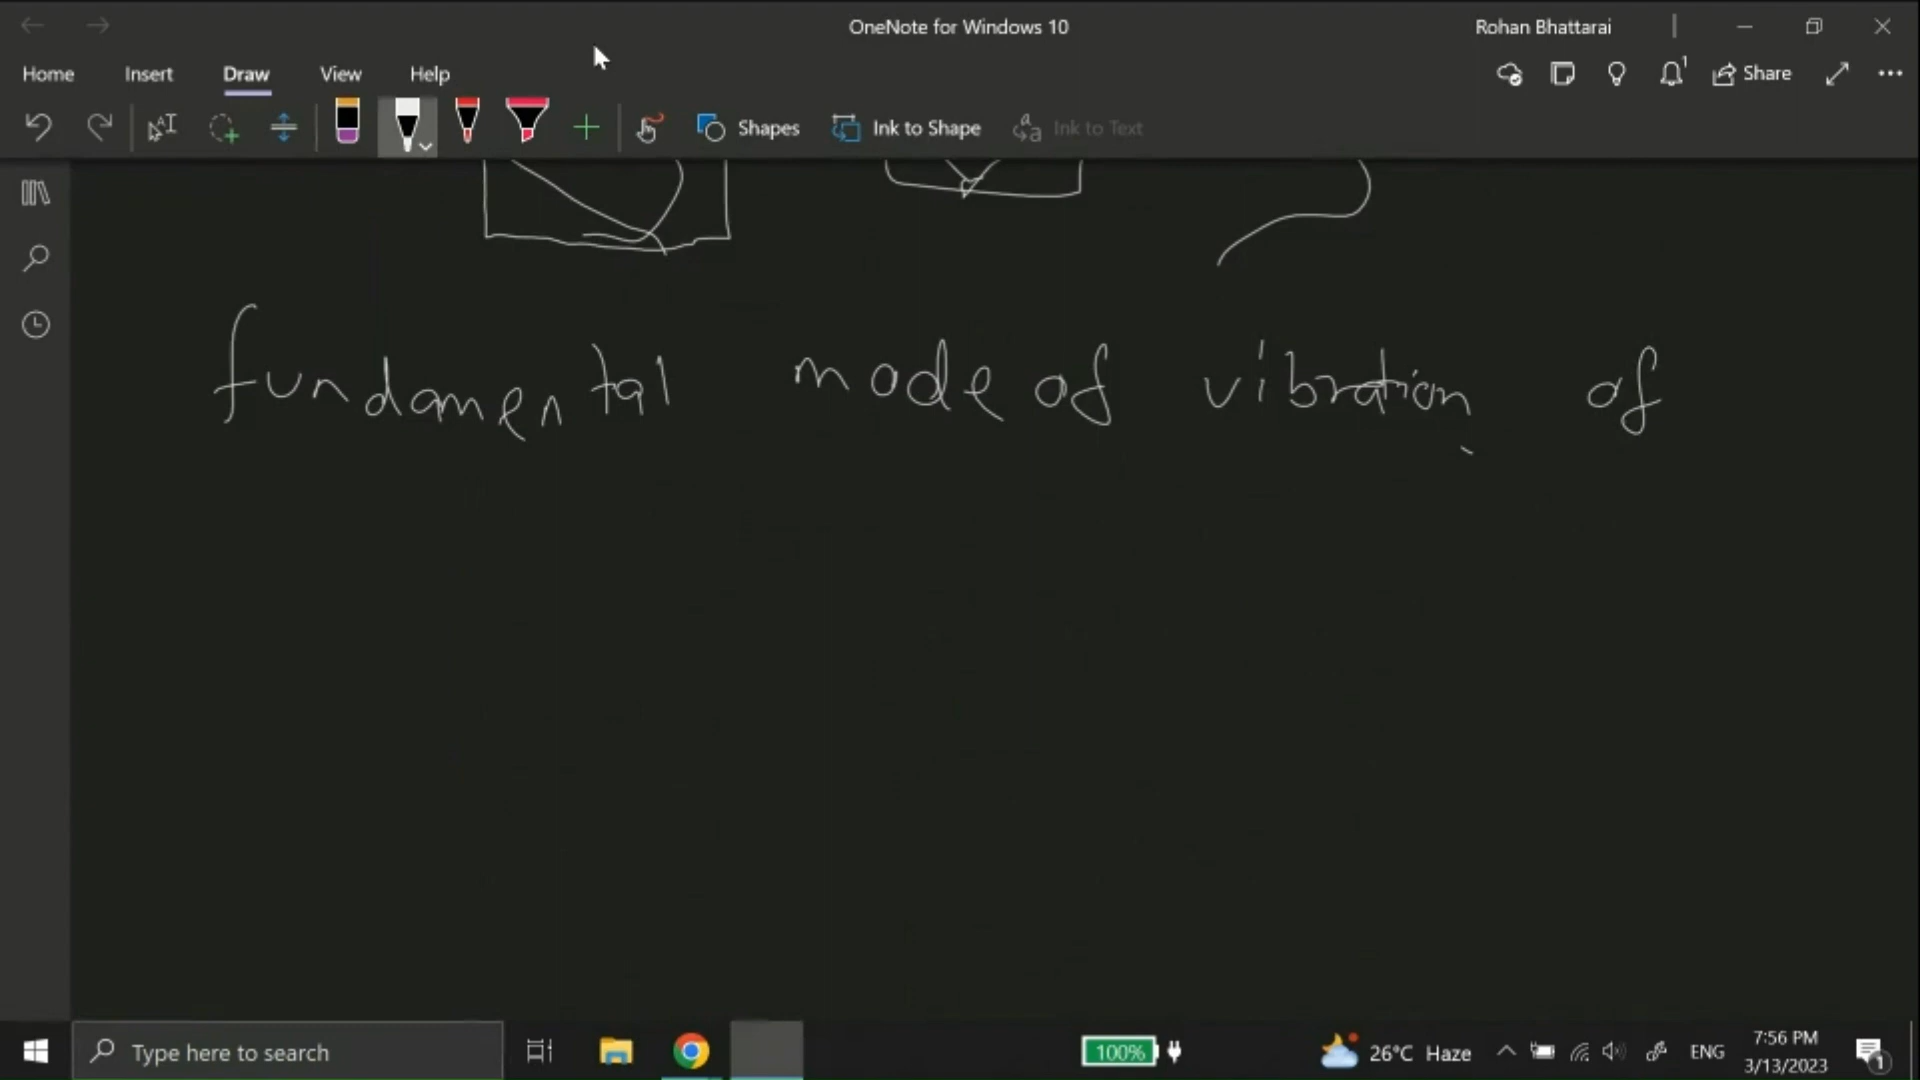 OneNote for Windows 10
Rohan Bhattarai
Home Insert Draw View Help
1 Share
Shapes Ink to Shape Ink to Text
fundamental mode of vibration of
Type here to search
100%
26°C Haze
ENG
7:56 PM
3/13/2023
1